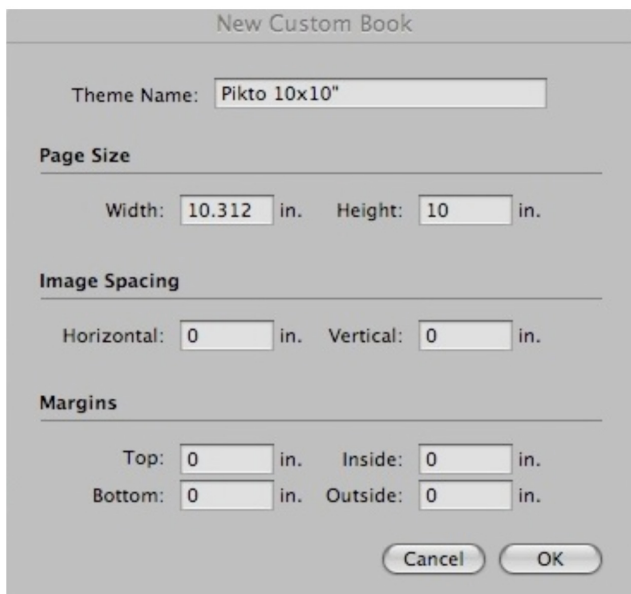 New Custom Book
Theme Name: Pikto 10x10"
Page Size
Width: 10.312 in. Height: 10 in.
Image Spacing
Horizontal: 0 in. Vertical: 0 in.
Margins
Top: 0 in. Inside: 0 in.
Bottom: 0 in. Outside: 0 in.
Cancel OK